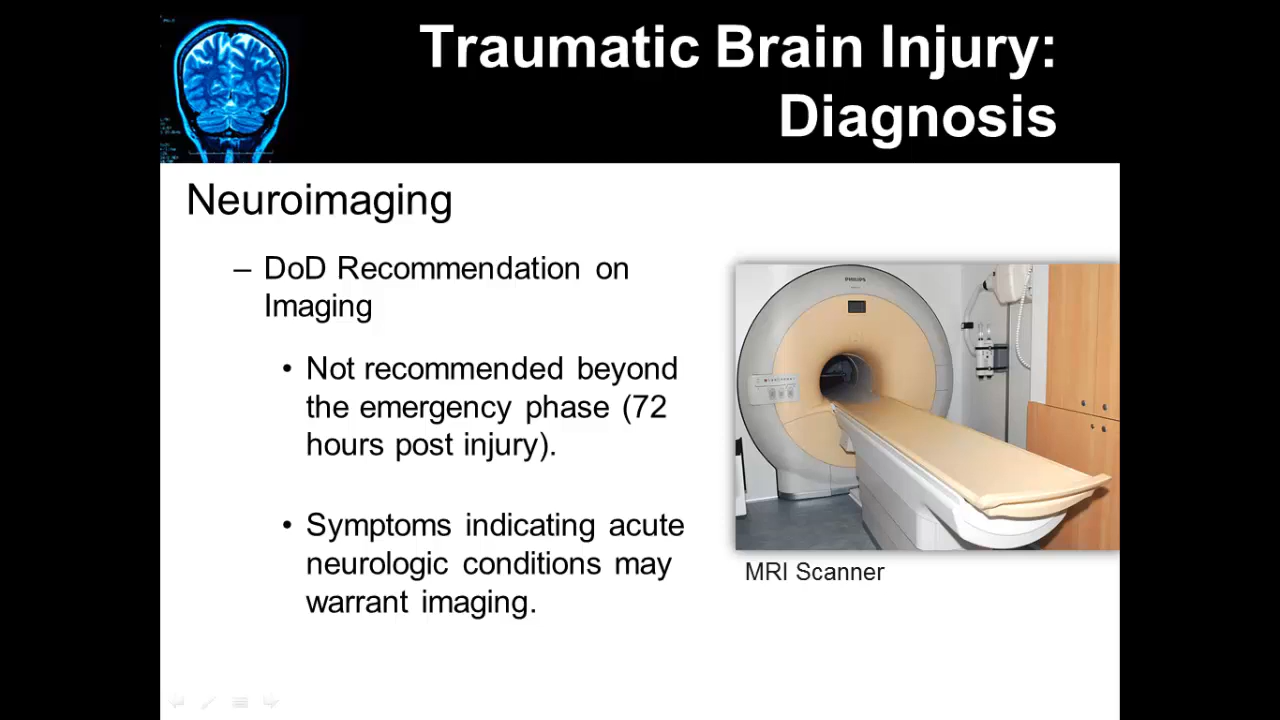 Traumatic Brain Injury:
Diagnosis
Neuroimaging
– DoD Recommendation on
Imaging
• Not recommended beyond
the emergency phase (72
hours post injury).
• Symptoms indicating acute
neurologic conditions may
warrant imaging.
PHILIPS
MRI Scanner